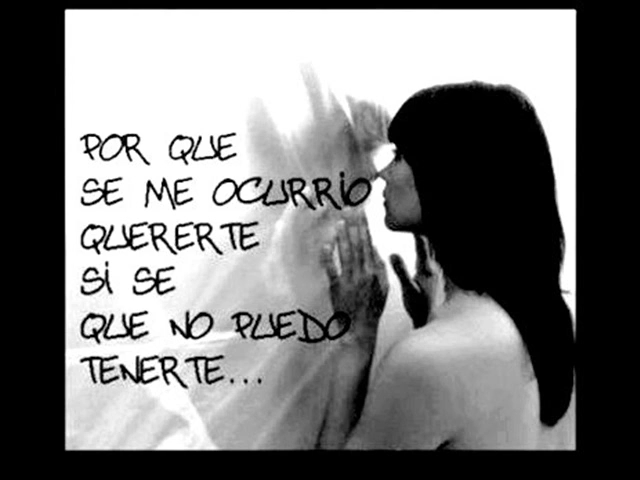 POR QUE
SE ME OCURRIO
QUERERTE
SI SE
QUE NO PUEDO
TENERTE...